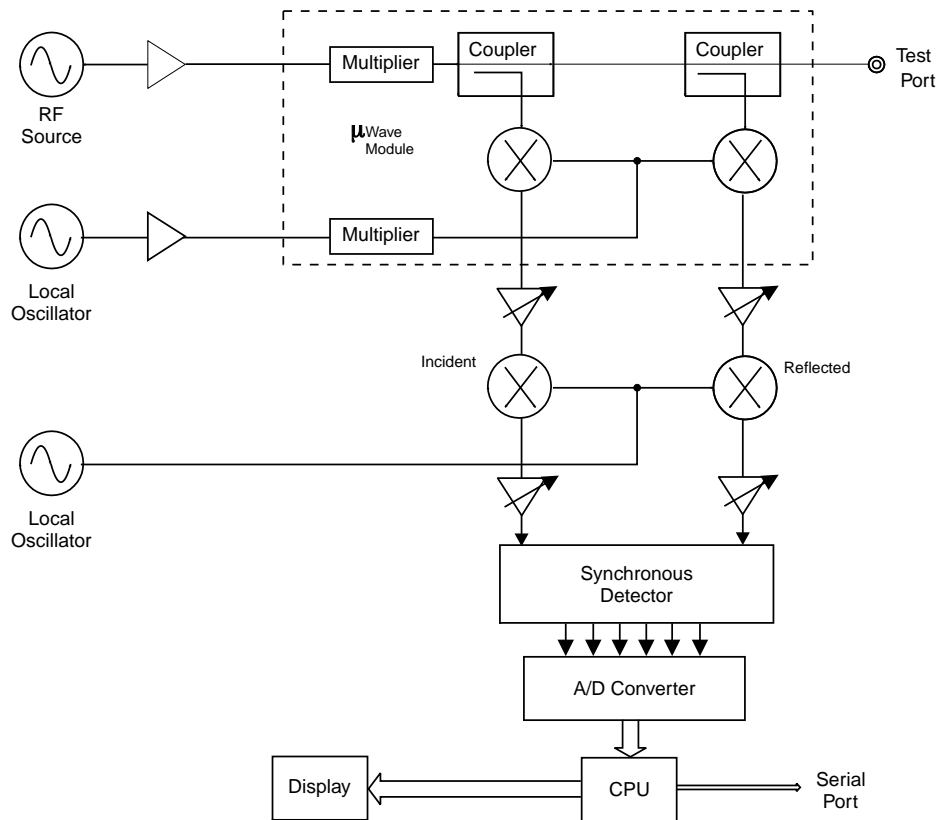 Coupler
Coupler
Multiplier
Test
Port
RF
Source
μWave
Module
Multiplier
Local
Oscillator
Incident
Reflected
Local
Oscillator
Synchronous
Detector
A/D Converter
Display
CPU
Serial
Port